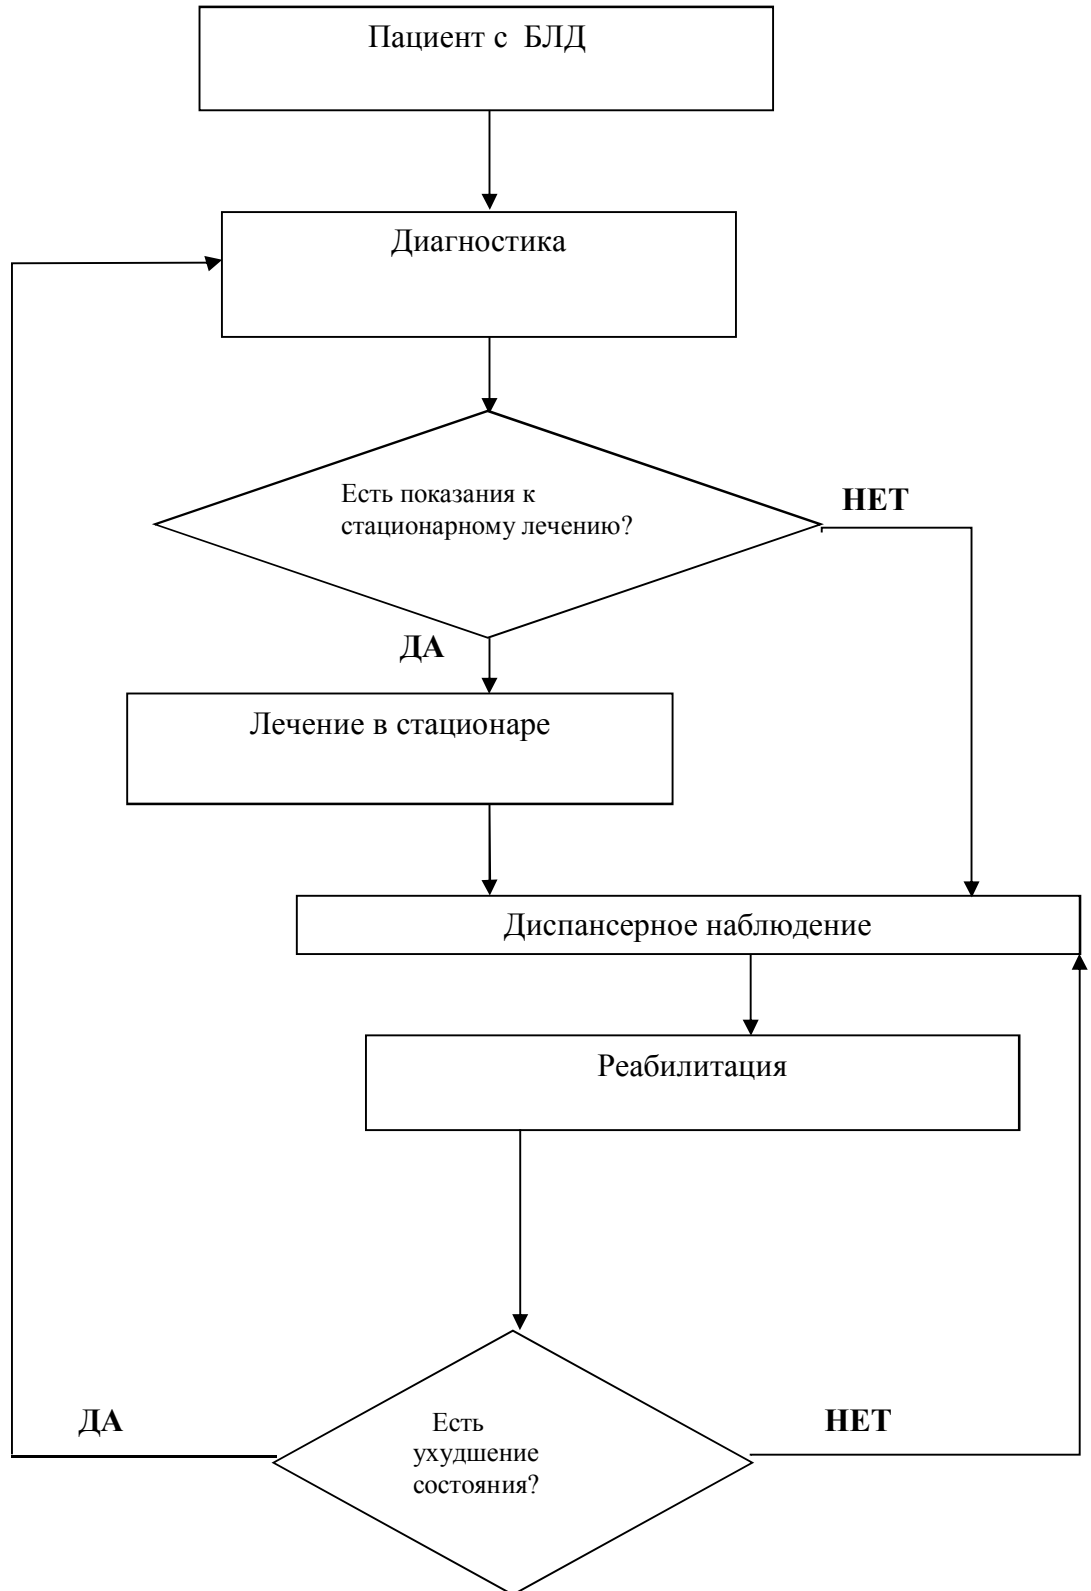 Пациент с БЛД
Диагностика
Есть показания к
стационарному лечению?
НЕТ
ДА
Лечение в стационаре
Диспансерное наблюдение
Реабилитация
ДА
Есть
ухудшение
состояния?
НЕТ